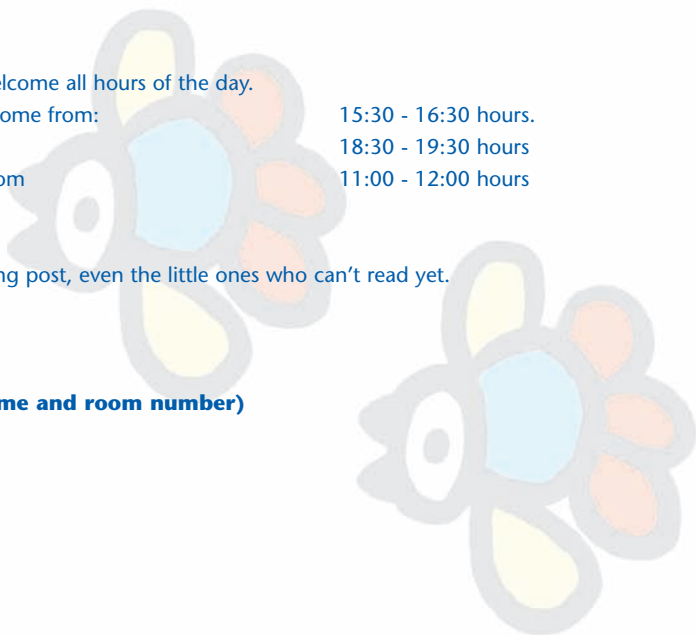 elcome all hours of the day.
ome from: 15:30 - 16:30 hours.
18:30 - 19:30 hours
om 11:00 - 12:00 hours
ng post, even the little ones who can't read yet.
me and room number)